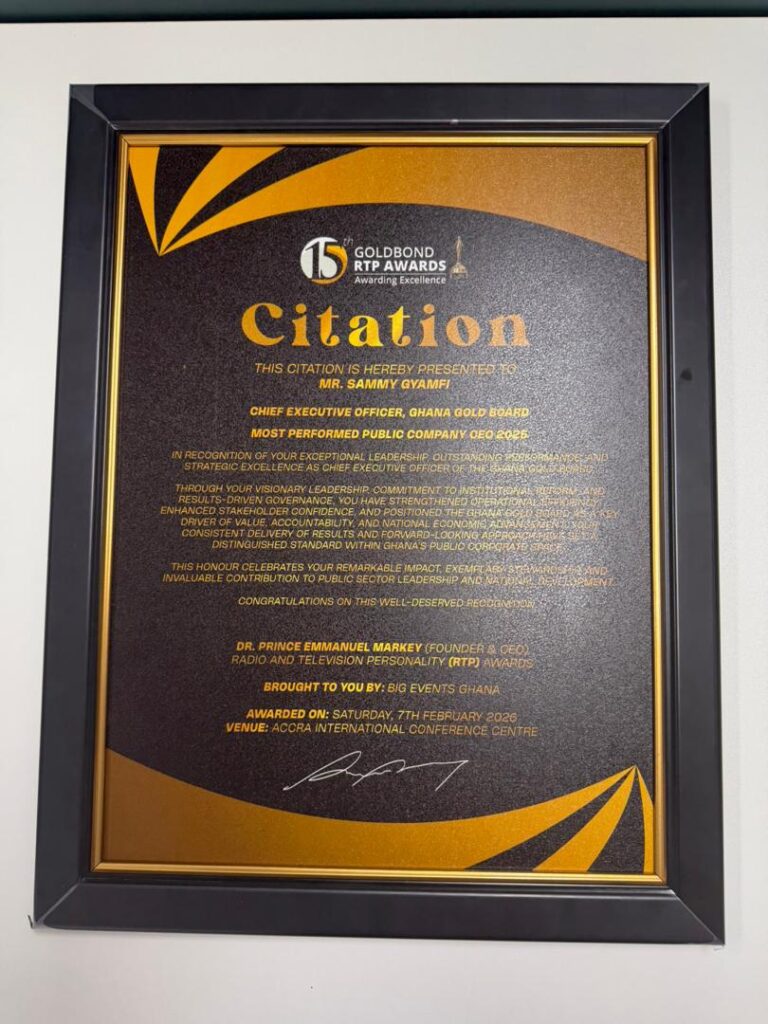 15th GOLDBOND
RTP AWARDS
Awarding Excellence
Citation
THIS CITATION IS HEREBY PRESENTED TO
MR. SAMMY GYAMFI
CHIEF EXECUTIVE OFFICER, GHANA GOLD BOARD
MOST PERFORMED PUBLIC COMPANY CEO 2025
IN RECOGNITION OF YOUR EXCEPTIONAL LEADERSHIP, OUTSTANDING PERFORMANCE, AND
STRATEGIC EXCELLENCE AS CHIEF EXECUTIVE OFFICER OF THE GHANA GOLD BOARD.
THROUGH YOUR VISIONARY LEADERSHIP, COMMITMENT TO INSTITUTIONAL REFORM, AND
RESULTS-DRIVEN GOVERNANCE, YOU HAVE STRENGTHENED OPERATIONAL EFFICIENCY,
ENHANCED STAKEHOLDER CONFIDENCE, AND POSITIONED THE GHANA GOLD BOARD AS A KEY
DRIVER OF VALUE, ACCOUNTABILITY, AND NATIONAL ECONOMIC ADVANCEMENT. YOUR
CONSISTENT DELIVERY OF RESULTS AND FORWARD-LOOKING APPROACH HAVE SET A
DISTINGUISHED STANDARD WITHIN GHANA'S PUBLIC CORPORATE SPACE.
THIS HONOUR CELEBRATES YOUR REMARKABLE IMPACT, EXEMPLARY STEWARDSHIP, AND
INVALUABLE CONTRIBUTION TO PUBLIC SECTOR LEADERSHIP AND NATIONAL DEVELOPMENT.
CONGRATULATIONS ON THIS WELL-DESERVED RECOGNITION.
DR. PRINCE EMMANUEL MARKEY (FOUNDER & CEO)
RADIO AND TELEVISION PERSONALITY (RTP) AWARDS
BROUGHT TO YOU BY: BIG EVENTS GHANA
AWARDED ON: SATURDAY, 7TH FEBRUARY 2026
VENUE: ACCRA INTERNATIONAL CONFERENCE CENTRE